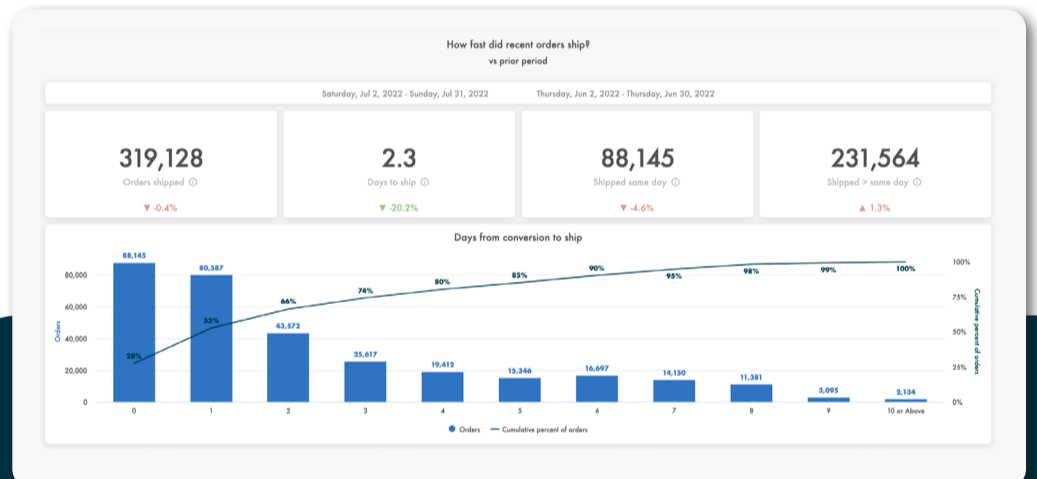 How fast did recent orders ship?
vs prior period
Saturday, Jul 2, 2022 - Sunday, Jul 31, 2022 Thursday, Jun 2, 2022 - Thursday, Jun 30, 2022
319,128 2.3 88,145 231,564
Orders shipped ⓘ Days to ship ⓘ Shipped same day ⓘ Shipped > same day ⓘ
▼ -0.4% ▼ -20.2% ▼ -4.6% ▲ 1.3%
Days from conversion to ship
88,145 80,587 43,572 25,617 19,412 15,346 16,697 14,150 11,381 3,095 2,134
28% 53% 66% 74% 80% 85% 90% 95% 98% 99% 100%
Orders
80,000
60,000
40,000
20,000
0
Cumulative percent of orders
100%
75%
50%
25%
0%
0 1 2 3 4 5 6 7 8 9 10 or Above
Orders Cumulative percent of orders